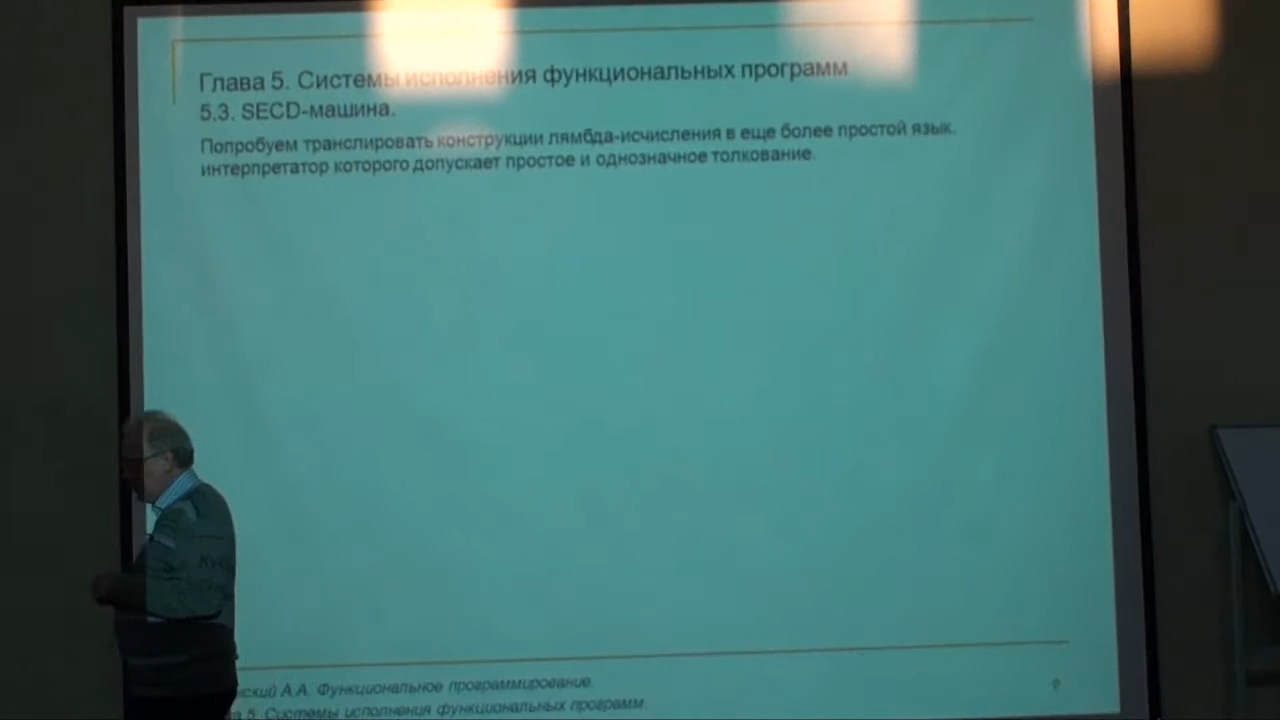 Глава 5. Системы исполнения функциональных программ
5.3. SECD-машина.
Попробуем транслировать конструкции лямбда-исчисления в еще более простой язык,
интерпретатор которого допускает простое и однозначное толкование.
А.А. Функциональное программирование.
5. Системы исполнения функциональных программ.
9